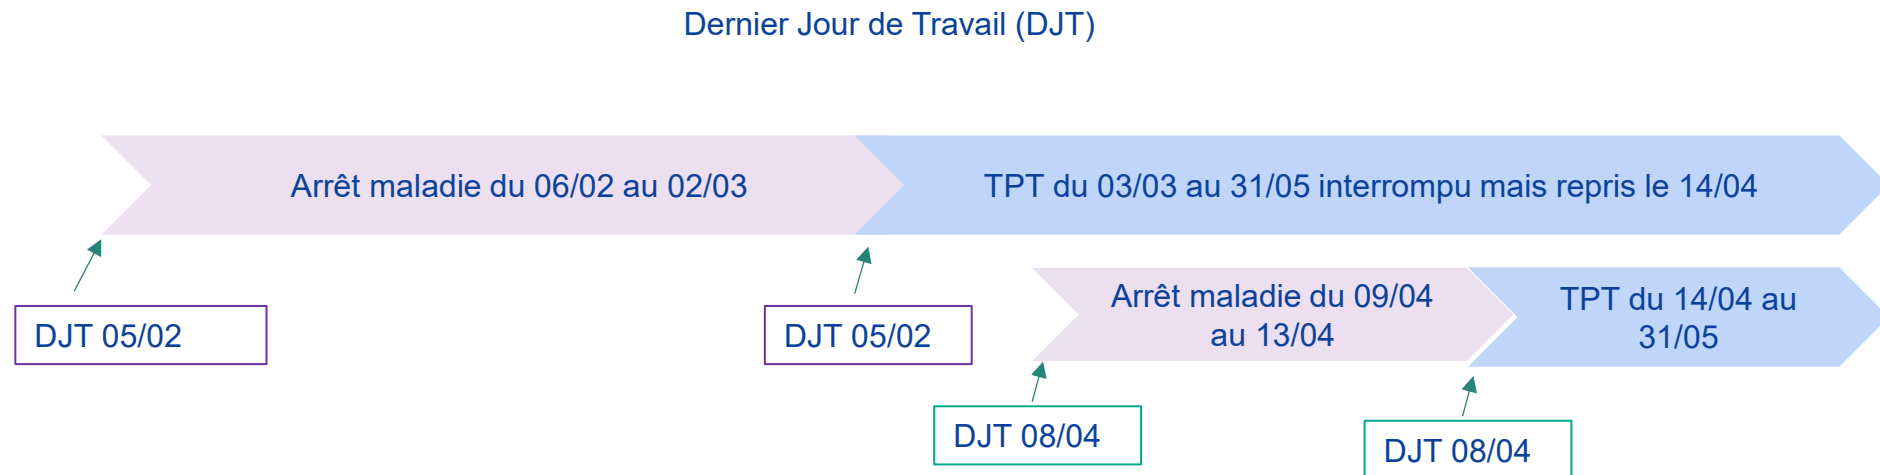 Dernier Jour de Travail (DJT)
Arrêt maladie du 06/02 au 02/03
TPT du 03/03 au 31/05 interrompu mais repris le 14/04
Arrêt maladie du 09/04
au 13/04
TPT du 14/04 au
31/05
DJT 05/02
DJT 05/02
DJT 08/04
DJT 08/04